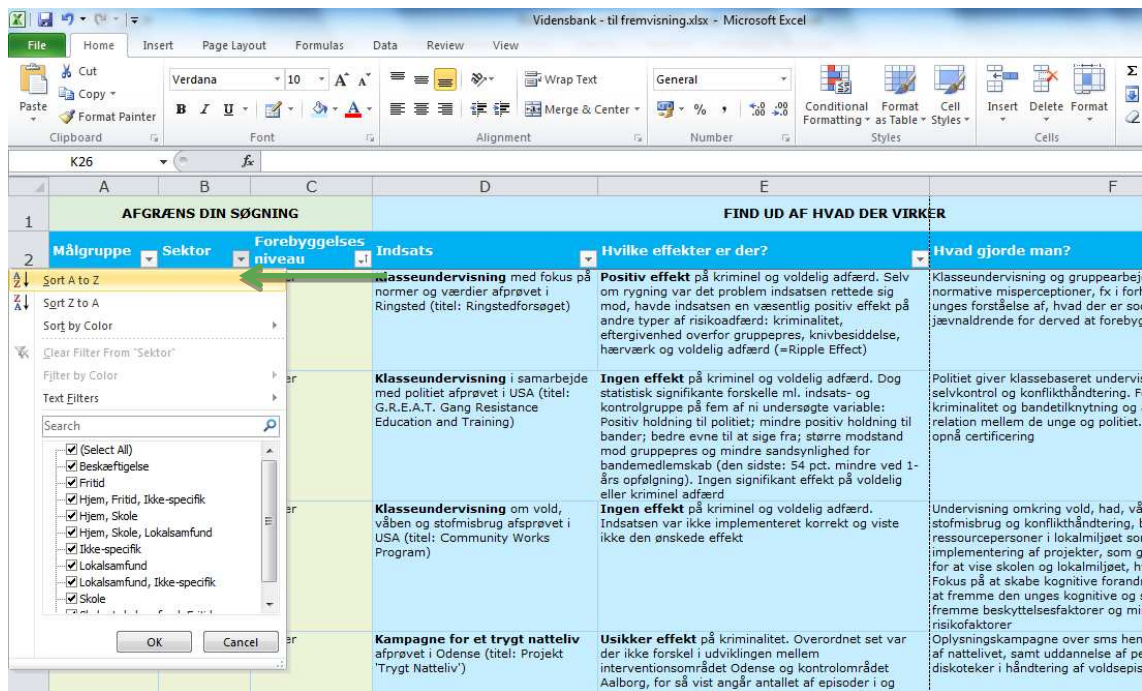 Vidensbank - til fremvisning.xlsx - Microsoft Excel
File Home Insert Page Layout Formulas Data Review View
Cut
Copy
Format Painter
Paste
Clipboard
Verdana 10
B I U
Font
Wrap Text
Merge & Center
Alignment
General
Number
Conditional Formatting
Format as Table
Cell Styles
Styles
Insert Delete Format
Cells
K26
fx
A B C D E F
1 AFGRÆNS DIN SØGNING FIND UD AF HVAD DER VIRKER
2 Målgruppe Sektor Forebyggelses niveau Indsats Hvilke effekter er der? Hvad gjorde man?
Sort A to Z
Sort Z to A
Sort by Color
Clear Filter From "Sektor"
Filter by Color
Text Filters
Search
(Select All)
Beskæftigelse
Fritid
Hjem, Fritid, Ikke-specifik
Hjem, Skole
Hjem, Skole, Lokalsamfund
Ikke-specifik
Lokalsamfund
Lokalsamfund, Ikke-specifik
Skole
OK Cancel
Klasseundervisning med fokus på
normer og værdier afprøvet i
Ringsted (titel: Ringstedforsøget)
Positiv effekt på kriminel og voldelig adfærd. Selv
om rygning var det problem indsatsen rettede sig
mod, havde indsatsen en væsentlig positiv effekt på
andre typer af risikoadfærd: kriminalitet,
eftergivenhed overfor gruppepres, knivbesiddelse,
hærværk og voldelig adfærd (=Ripple Effect)
Klasseundervisning og gruppearbej
normative misperceptioner, fx i forh
unges forståelse af, hvad der er soc
jævnaldrende for derved at forebyg
Klasseundervisning i samarbejde
med politiet afprøvet i USA (titel:
G.R.E.A.T. Gang Resistance
Education and Training)
Ingen effekt på kriminel og voldelig adfærd. Dog
statistisk signifikante forskelle ml. indsats- og
kontrolgruppe på fem af ni undersøgte variable:
Positiv holdning til politiet; mindre positiv holdning til
bander; bedre evne til at sige fra; større modstand
mod gruppepres og mindre sandsynlighed for
bandemedlemskab (den sidste: 54 pct. mindre ved 1-
års opfølgning). Ingen signifikant effekt på voldelig
eller kriminel adfærd
Politiet giver klassebaseret undervis
selvkontrol og konflikthåndtering. F
kriminalitet og bandetilknytning og
relation mellem de unge og politiet.
opnå certificering
Klasseundervisning om vold,
våben og stofmisbrug afsprøvet i
USA (titel: Community Works
Program)
Ingen effekt på kriminel og voldelig adfærd.
Indsatsen var ikke implementeret korrekt og viste
ikke den ønskede effekt
Undervisning omkring vold, had, vå
stofmisbrug og konflikthåndtering, b
ressourcepersoner i lokalmiljøet som
implementering af projekter, som g
for at vise skolen og lokalmiljøet, h
Fokus på at skabe kognitive forandr
at fremme den unges kognitive og s
fremme beskyttelsesfaktorer og mi
risikofaktorer
Kampagne for et trygt natteliv
afprøvet i Odense (titel: Projekt
'Trygt Natteliv')
Usikker effekt på kriminalitet. Overordnet set var
der ikke forskel i udviklingen mellem
interventionsområdet Odense og kontrolområdet
Aalborg, for så vist angår antallet af episoder i og
Oplysningskampagne over sms hen
af nattelivet, samt uddannelse af pe
diskoteker i håndtering af voldsepis